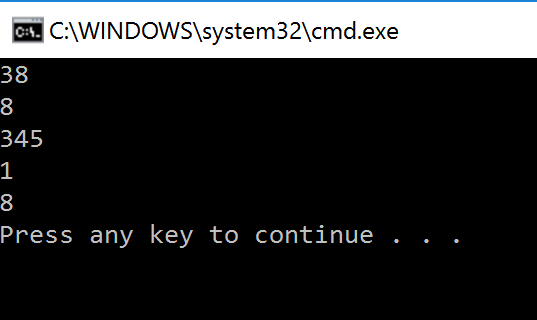 C:\WINDOWS\system32\cmd.exe
38
8
345
1
8
Press any key to continue . . .